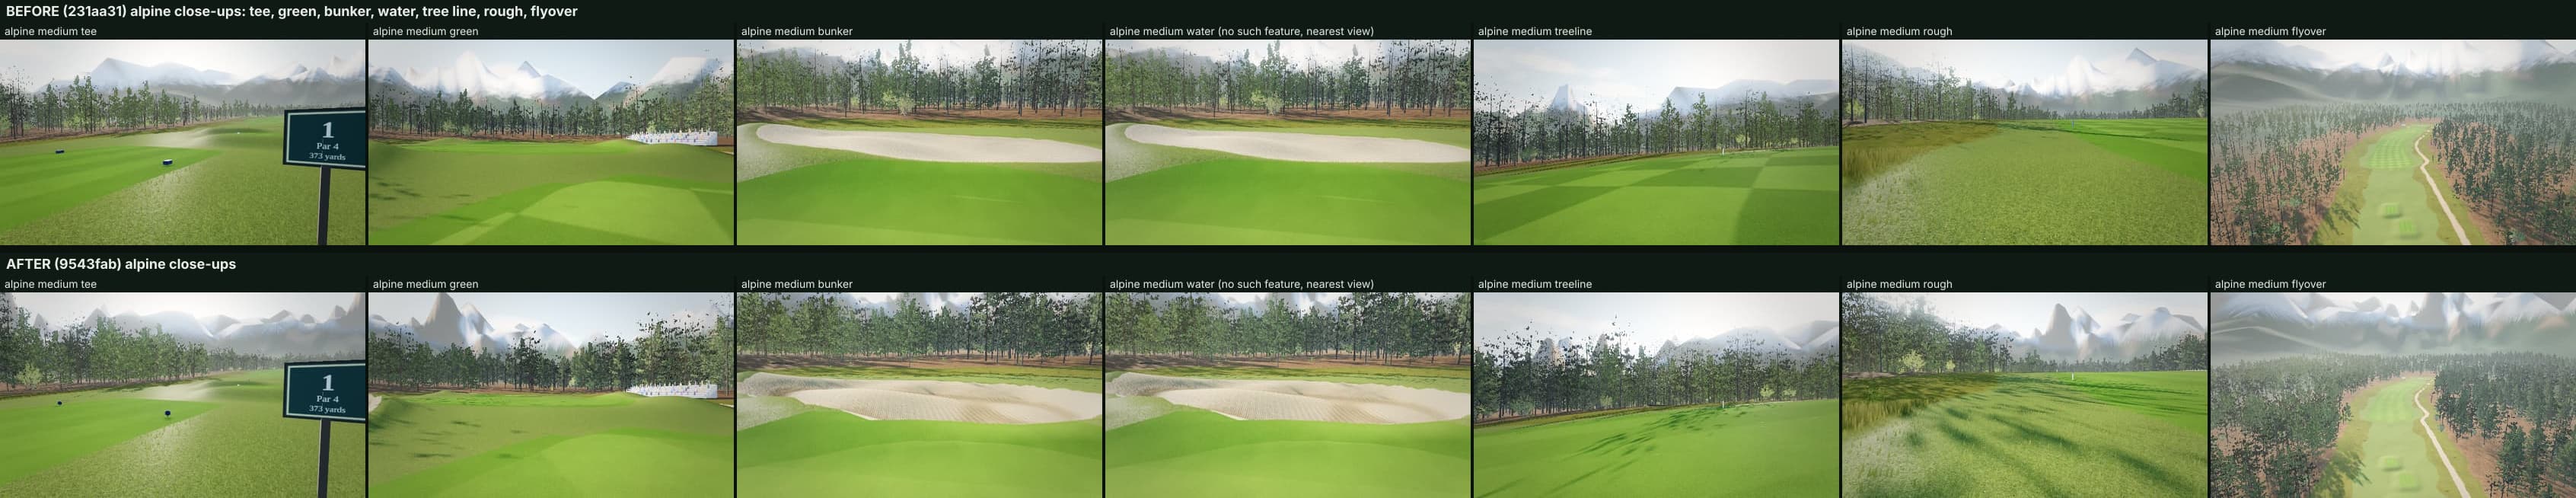 BEFORE (231aa31) alpine close-ups: tee, green, bunker, water, tree line, rough, flyover
alpine medium tee
alpine medium green
alpine medium bunker
alpine medium water (no such feature, nearest view)
alpine medium treeline
alpine medium rough
alpine medium flyover
1
Par 4
373 yards
AFTER (9543fab) alpine close-ups
alpine medium tee
alpine medium green
alpine medium bunker
alpine medium water (no such feature, nearest view)
alpine medium treeline
alpine medium rough
alpine medium flyover
1
Par 4
373 yards